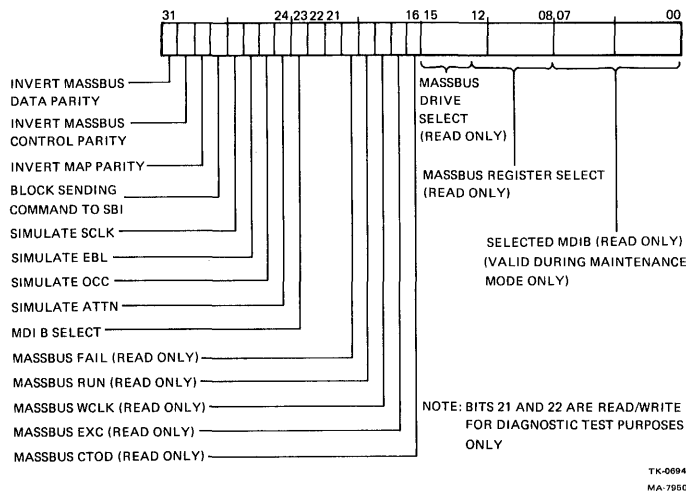 31 24 23 22 21 16 15 12 08 07 00
INVERT MASSBUS
DATA PARITY
INVERT MASSBUS
CONTROL PARITY
INVERT MAP PARITY
BLOCK SENDING
COMMAND TO SBI
SIMULATE SCLK
SIMULATE EBL
SIMULATE OCC
SIMULATE ATTN
MDI B SELECT
MASSBUS FAIL (READ ONLY)
MASSBUS RUN (READ ONLY)
MASSBUS WCLK (READ ONLY)
MASSBUS EXC (READ ONLY)
MASSBUS CTOD (READ ONLY)
MASSBUS
DRIVE
SELECT
(READ ONLY)
MASSBUS REGISTER SELECT
(READ ONLY)
SELECTED MDIB (READ ONLY)
(VALID DURING MAINTENANCE
MODE ONLY)
NOTE: BITS 21 AND 22 ARE READ/WRITE
FOR DIAGNOSTIC TEST PURPOSES
ONLY
TK-0694
MA-7950